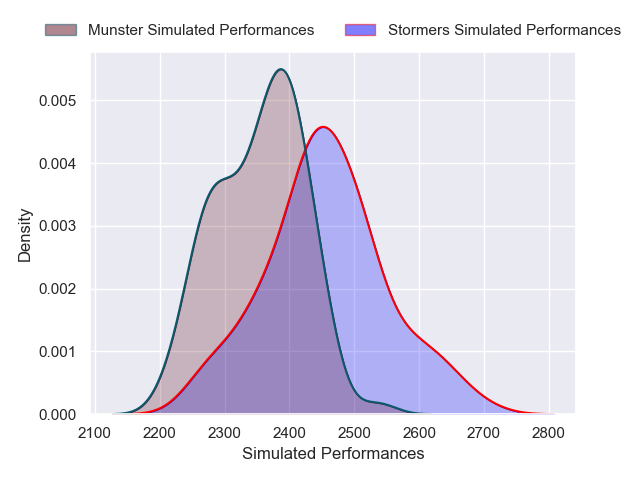 Munster Simulated Performances Stormers Simulated Performances
0.005
0.004
0.003
0.002
0.001
0.000
Density
2100 2200 2300 2400 2500 2600 2700 2800
Simulated Performances